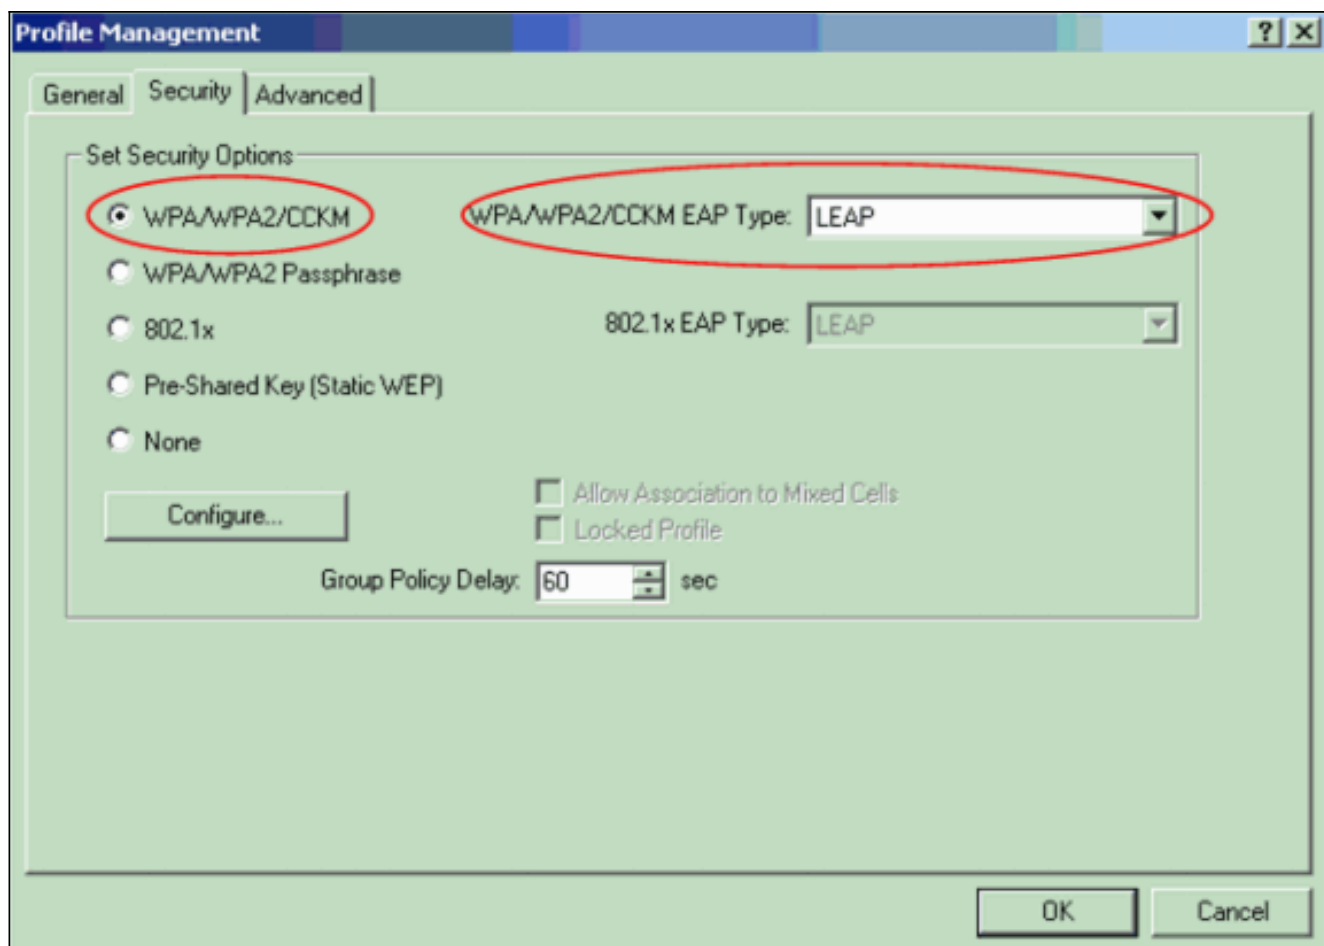 Profile Management
General Security Advanced
Set Security Options
WPA/WPA2/CCKM WPA/WPA2/CCKM EAP Type: LEAP
WPA/WPA2 Passphrase
802.1x 802.1x EAP Type: LEAP
Pre-Shared Key (Static WEP)
None
Allow Association to Mixed Cells
Configure...
Locked Profile
Group Policy Delay: 60 sec
OK Cancel